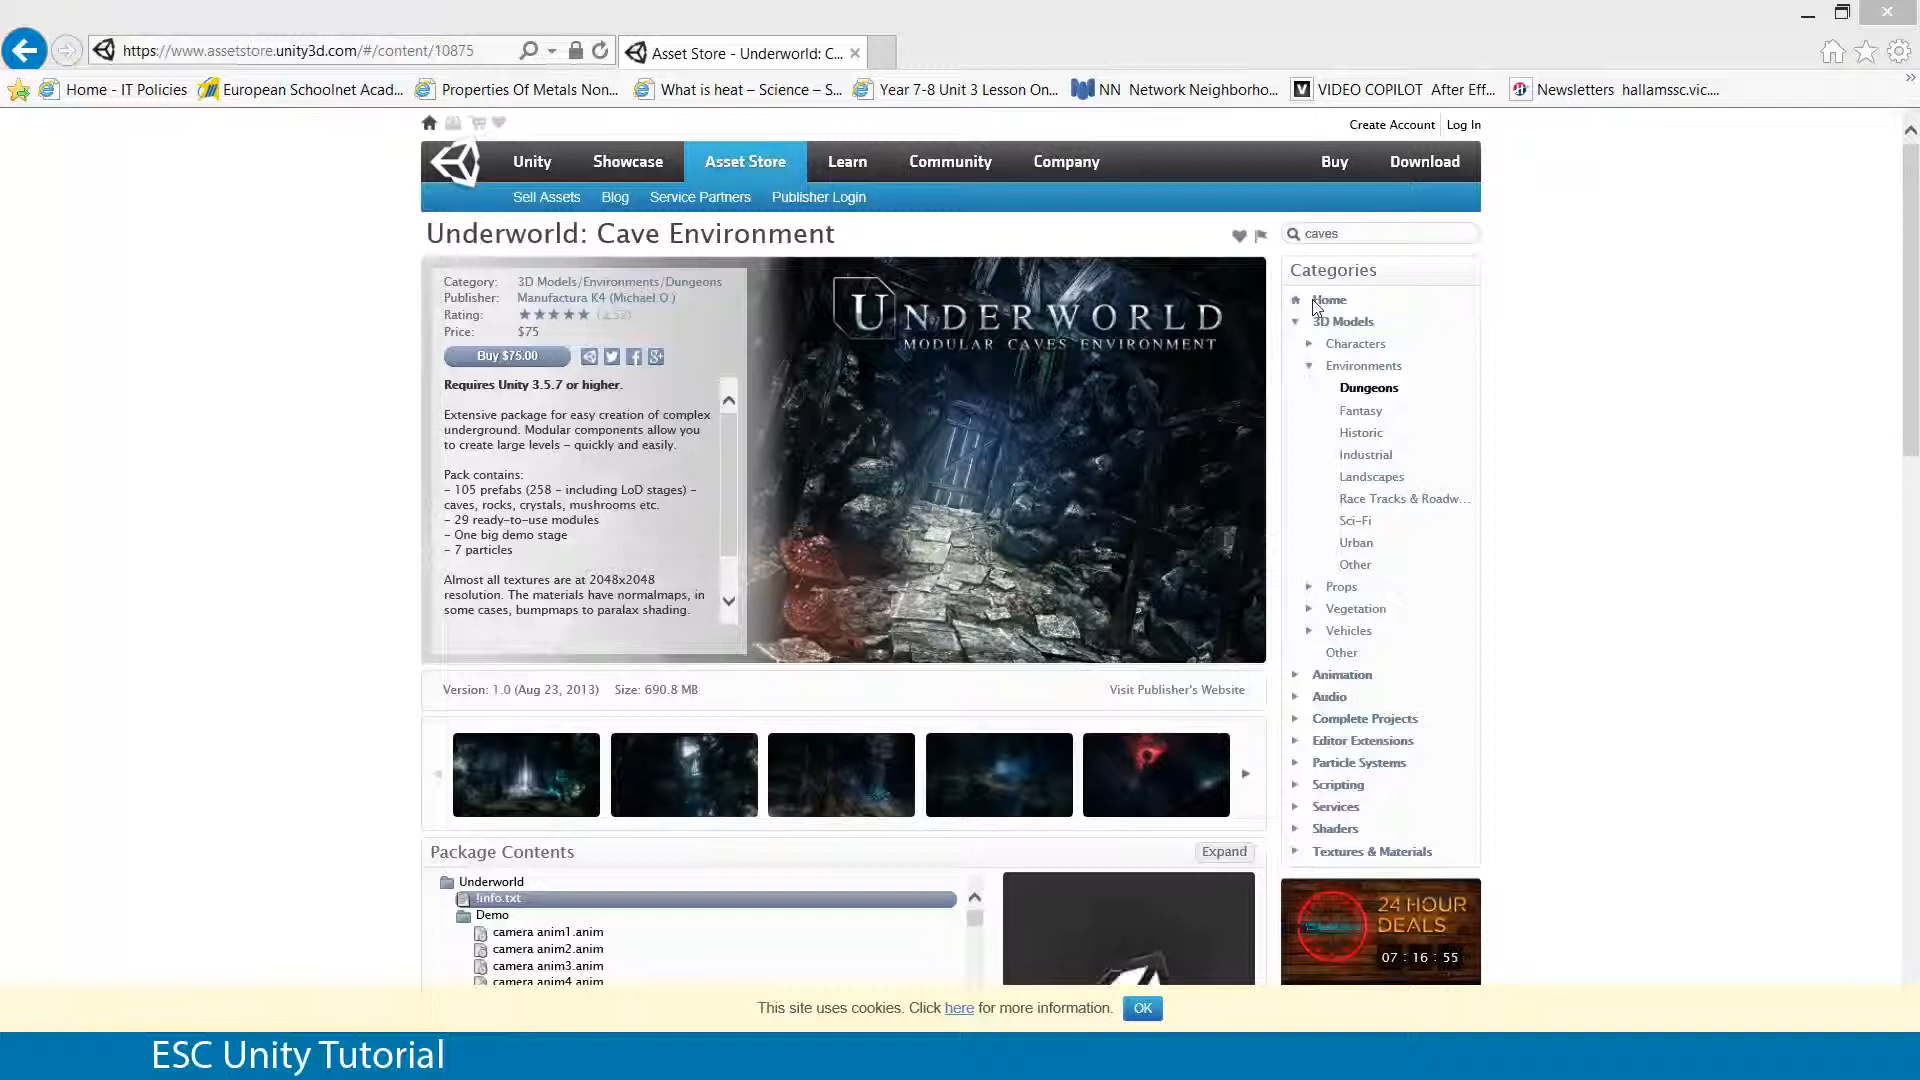 https://www.assetstore.unity3d.com/#/content/10875
Asset Store - Underworld: C...
Home - IT Policies
European Schoolnet Acad...
Properties Of Metals Non...
What is heat – Science – S...
Year 7-8 Unit 3 Lesson On...
NN Network Neighborho...
VIDEO COPILOT After Eff...
Newsletters hallamssc.vic....
Create Account
Log In
Unity
Showcase
Asset Store
Learn
Community
Company
Buy
Download
Sell Assets
Blog
Service Partners
Publisher Login
Underworld: Cave Environment
caves
Category: 3D Models/Environments/Dungeons
Publisher: Manufactura K4 (Michael O )
Rating:
Price: $75
Buy $75.00
Requires Unity 3.5.7 or higher.
Extensive package for easy creation of complex
underground. Modular components allow you
to create large levels – quickly and easily.
Pack contains:
– 105 prefabs (258 – including LoD stages) –
caves, rocks, crystals, mushrooms etc.
– 29 ready-to-use modules
– One big demo stage
– 7 particles
Almost all textures are at 2048x2048
resolution. The materials have normalmaps, in
some cases, bumpmaps to paralax shading.
UNDERWORLD
MODULAR CAVES ENVIRONMENT
Categories
Home
3D Models
Characters
Environments
Dungeons
Fantasy
Historic
Industrial
Landscapes
Race Tracks & Roadw...
Sci-Fi
Urban
Other
Props
Vegetation
Vehicles
Other
Animation
Audio
Complete Projects
Editor Extensions
Particle Systems
Scripting
Services
Shaders
Textures & Materials
Version: 1.0 (Aug 23, 2013) Size: 690.8 MB
Visit Publisher's Website
Package Contents
Expand
Underworld
!info.txt
Demo
camera anim1.anim
camera anim2.anim
camera anim3.anim
camera anim4.anim
24 HOUR
DEALS
07 : 16 : 55
This site uses cookies. Click here for more information.
OK
ESC Unity Tutorial